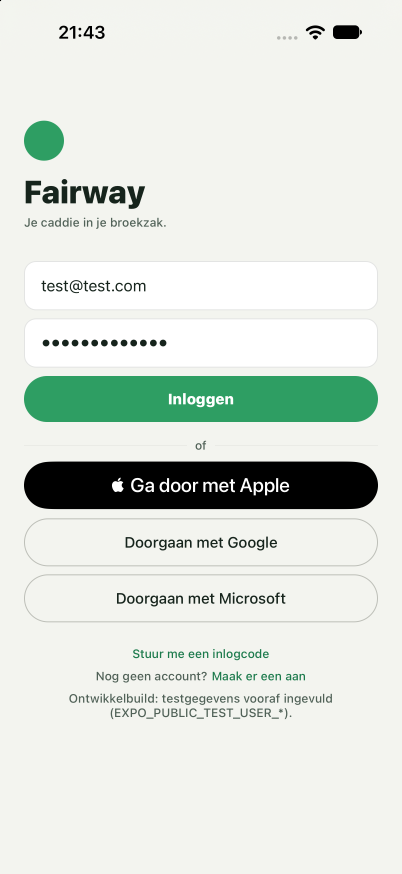 21:43
Fairway
Je caddie in je broekzak.
test@test.com
•••••••••••••
Inloggen
of
Ga door met Apple
Doorgaan met Google
Doorgaan met Microsoft
Stuur me een inlogcode
Nog geen account? Maak er een aan
Ontwikkelbuild: testgegevens vooraf ingevuld
(EXPO_PUBLIC_TEST_USER_*).